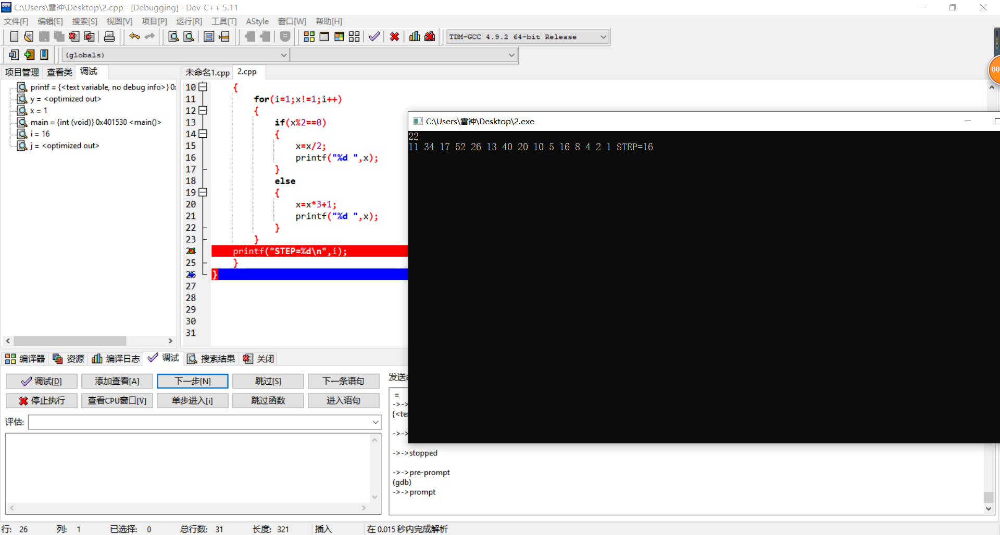 C:\Users\雷神\Desktop\2.cpp - [Debugging] - Dev-C++ 5.11
文件[F] 编辑[E] 搜索[S] 视图[V] 项目[P] 运行[R] 工具[T] AStyle 窗口[W] 帮助[H]
TDM-GCC 4.9.2 64-bit Release
(globals)
80
项目管理 查看类 调试
未命名1.cpp 2.cpp
printf = {<text variable, no debug info>} 0
y = <optimized out>
x = 1
main = {int (void)} 0x401530 <main()>
i = 16
j = <optimized out>
10 {
11 for(i=1;x!=1;i++)
12 {
13 if(x%2==0)
14 {
15 x=x/2;
16 printf("%d ",x);
17 }
18 else
19 {
20 x=x*3+1;
21 printf("%d ",x);
22 }
23 }
24 printf("STEP=%d\n",i);
25 }
26 }
27
28
29
30
31
C:\Users\雷神\Desktop\2.exe
22
11 34 17 52 26 13 40 20 10 5 16 8 4 2 1 STEP=16
编译器 资源 编译日志 调试 搜索结果 关闭
调试[D] 添加查看[A] 下一步[N] 跳过[S] 下一条语句
停止执行 查看CPU窗口[V] 单步进入[i] 跳过函数 进入语句
评估:
发送
=
->->
{<te
->->
->->stopped
->->pre-prompt
(gdb)
->->prompt
行: 26 列: 1 已选择: 0 总行数: 31 长度: 321 插入 在 0.015 秒内完成解析